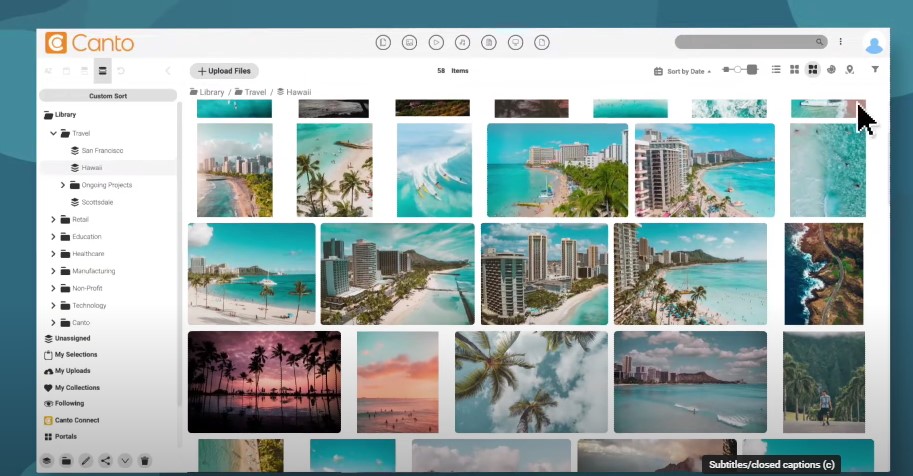 Canto
+ Upload Files
58 Items
Sort by Date
Custom Sort
Library / Travel / Hawaii
Library
Travel
San Francisco
Hawaii
Ongoing Projects
Scottsdale
Retail
Education
Healthcare
Manufacturing
Non-Profit
Technology
Canto
Unassigned
My Selections
My Uploads
My Collections
Following
Canto Connect
Portals
Subtitles/closed captions (c)